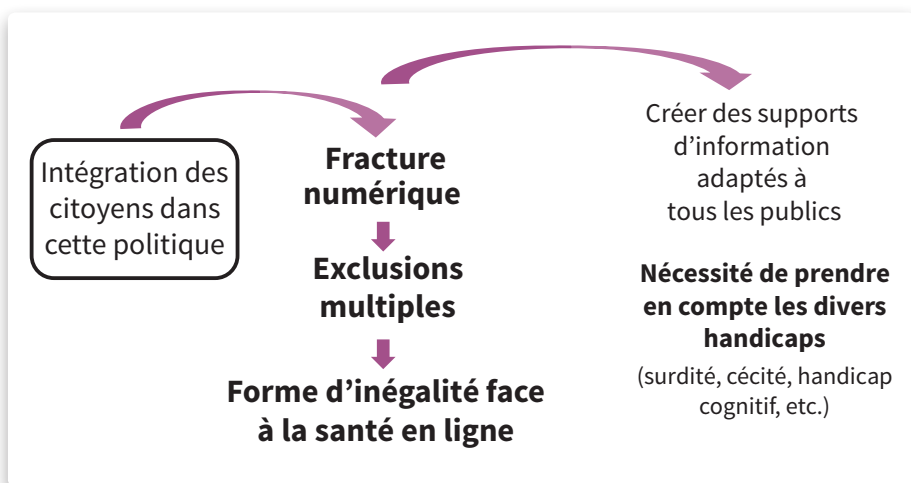 Intégration des
citoyens dans
cette politique
Fracture
numérique
Exclusions
multiples
Forme d’inégalité face
à la santé en ligne
Créer des supports
d’information
adaptés à
tous les publics
Nécessité de prendre
en compte les divers
handicaps
(surdité, cécité, handicap
cognitif, etc.)